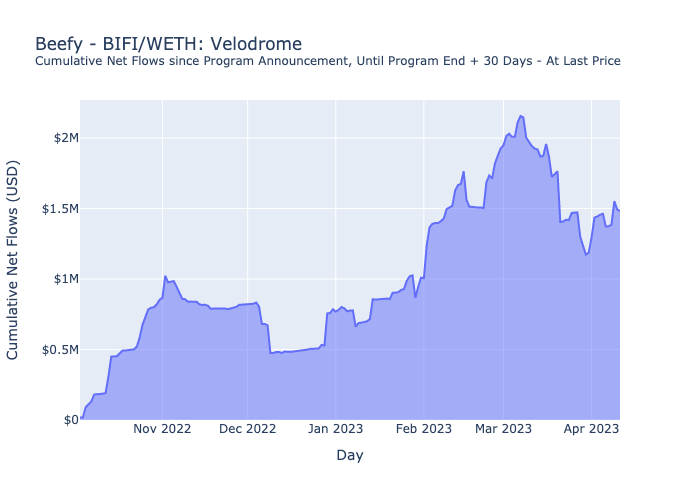 Beefy - BIFI/WETH: Velodrome
Cumulative Net Flows since Program Announcement, Until Program End + 30 Days - At Last Price
Cumulative Net Flows (USD)
$2M
$1.5M
$1M
$0.5M
$0
Nov 2022
Dec 2022
Jan 2023
Feb 2023
Mar 2023
Apr 2023
Day